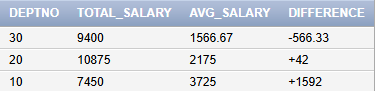 DEPTNO TOTAL_SALARY AVG_SALARY DIFFERENCE
30 9400 1566.67 -566.33
20 10875 2175 +42
10 7450 3725 +1592